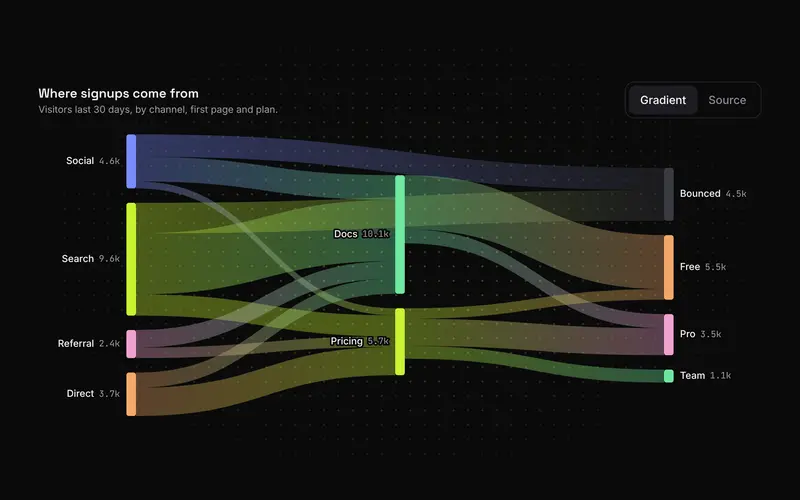 Where signups come from
Visitors last 30 days, by channel, first page and plan.
Gradient
Source
Social 4.6k
Search 9.6k
Referral 2.4k
Direct 3.7k
Docs 10.1k
Pricing 5.7k
Bounced 4.5k
Free 5.5k
Pro 3.5k
Team 1.1k